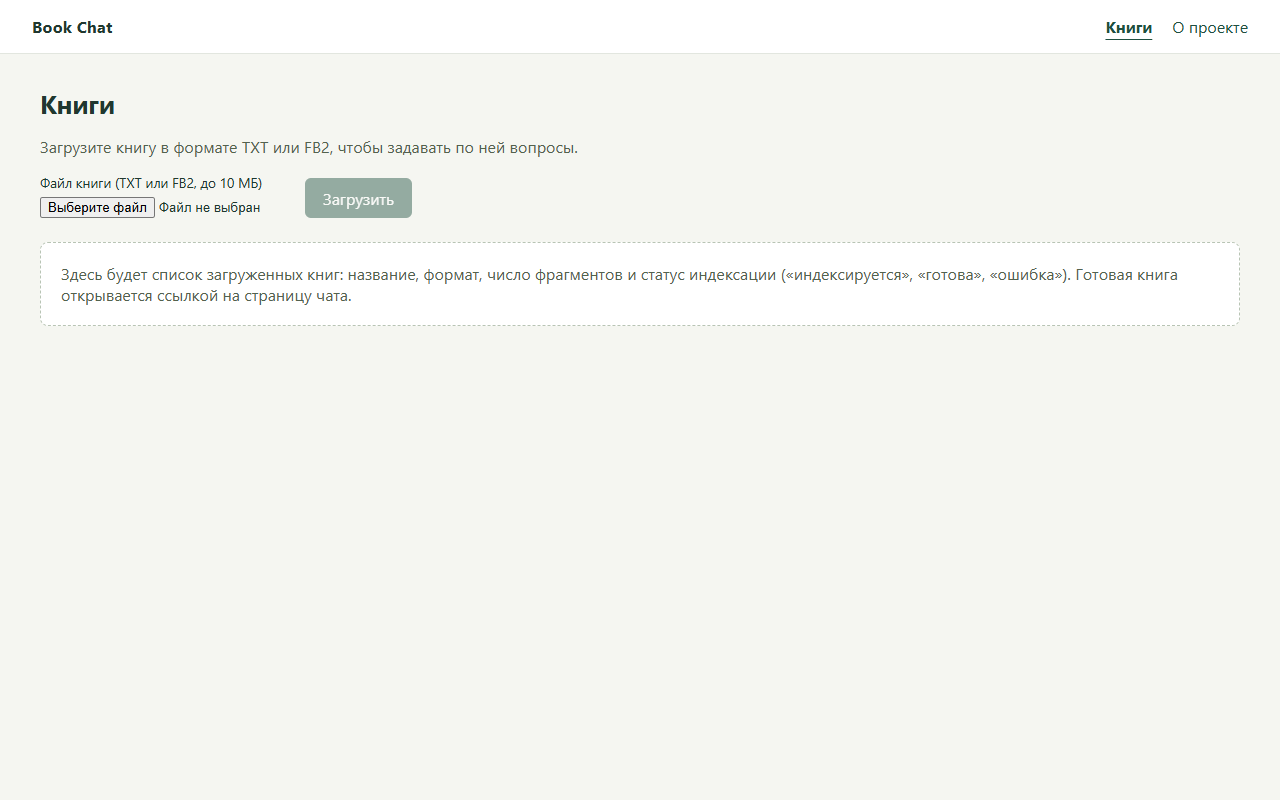 Book Chat
Книги
О проекте
Книги
Загрузите книгу в формате TXT или FB2, чтобы задавать по ней вопросы.
Файл книги (TXT или FB2, до 10 МБ)
Выберите файл Файл не выбран
Загрузить
Здесь будет список загруженных книг: название, формат, число фрагментов и статус индексации («индексируется», «готова», «ошибка»). Готовая книга
открывается ссылкой на страницу чата.